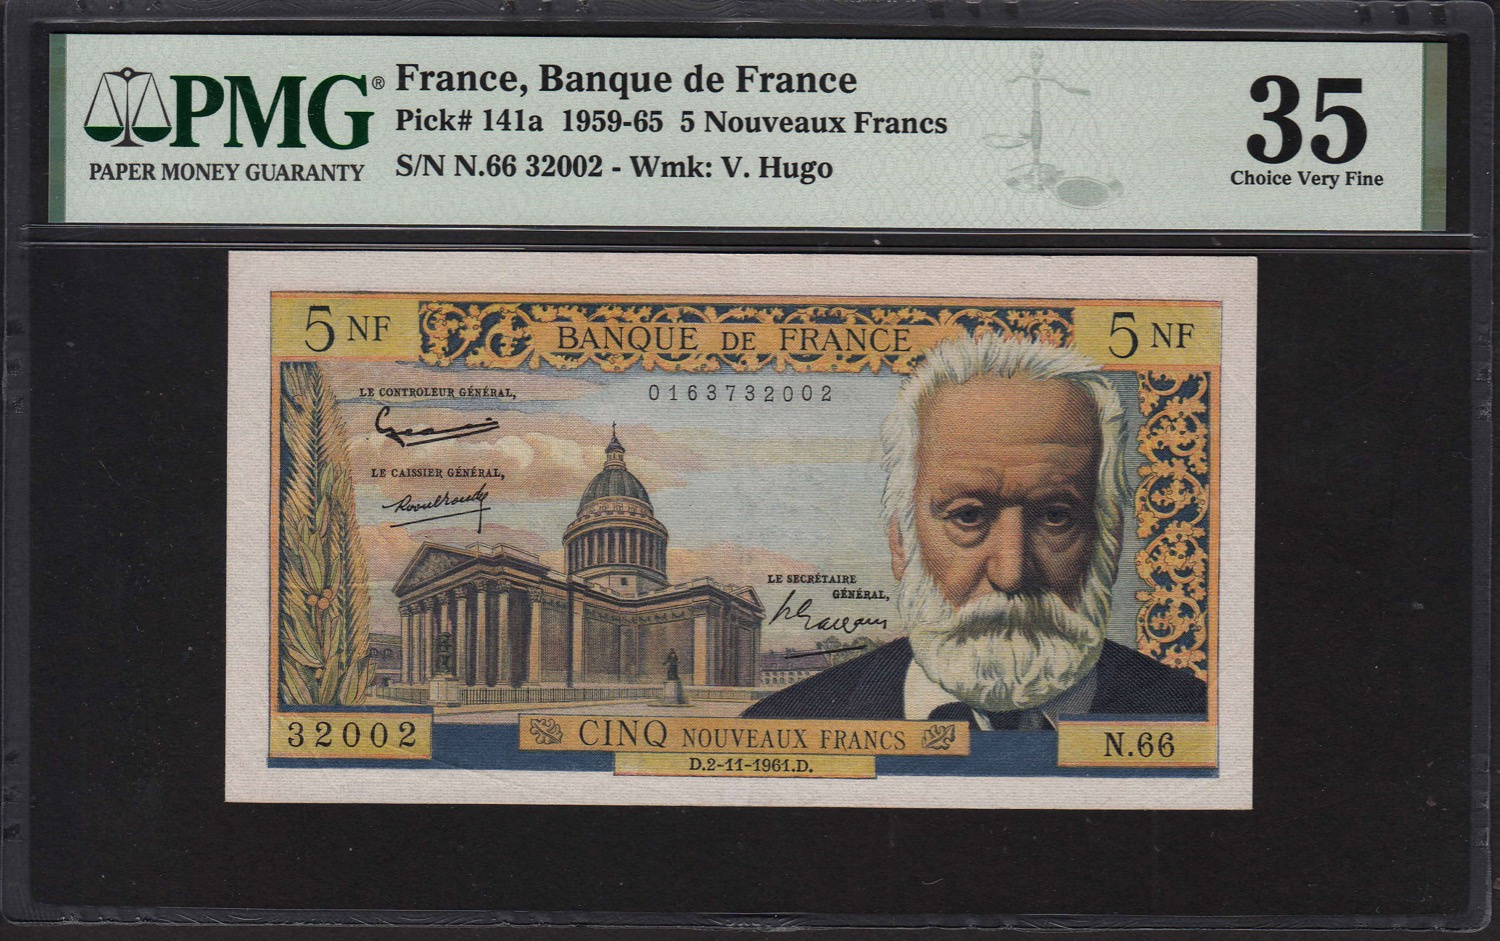 PMG®
PAPER MONEY GUARANTY
France, Banque de France
Pick# 141a 1959-65 5 Nouveaux Francs
S/N N.66 32002 - Wmk: V. Hugo
35
Choice Very Fine
5 NF
BANQUE DE FRANCE
5 NF
LE CONTROLEUR GÉNÉRAL,
0163732002
LE CAISSIER GÉNÉRAL,
LE SECRÉTAIRE
GÉNÉRAL,
32002
CINQ NOUVEAUX FRANCS
N.66
D.2-11-1961.D.